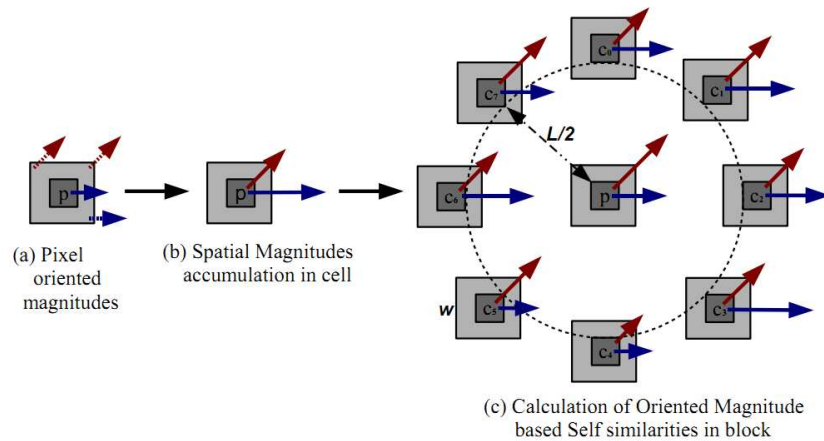 C₀
C₇
C₁
L/2
p
p
C₆
p
C₂
(a) Pixel
oriented
magnitudes
(b) Spatial Magnitudes
accumulation in cell
w
C₅
C₃
C₄
(c) Calculation of Oriented Magnitude
based Self similarities in block